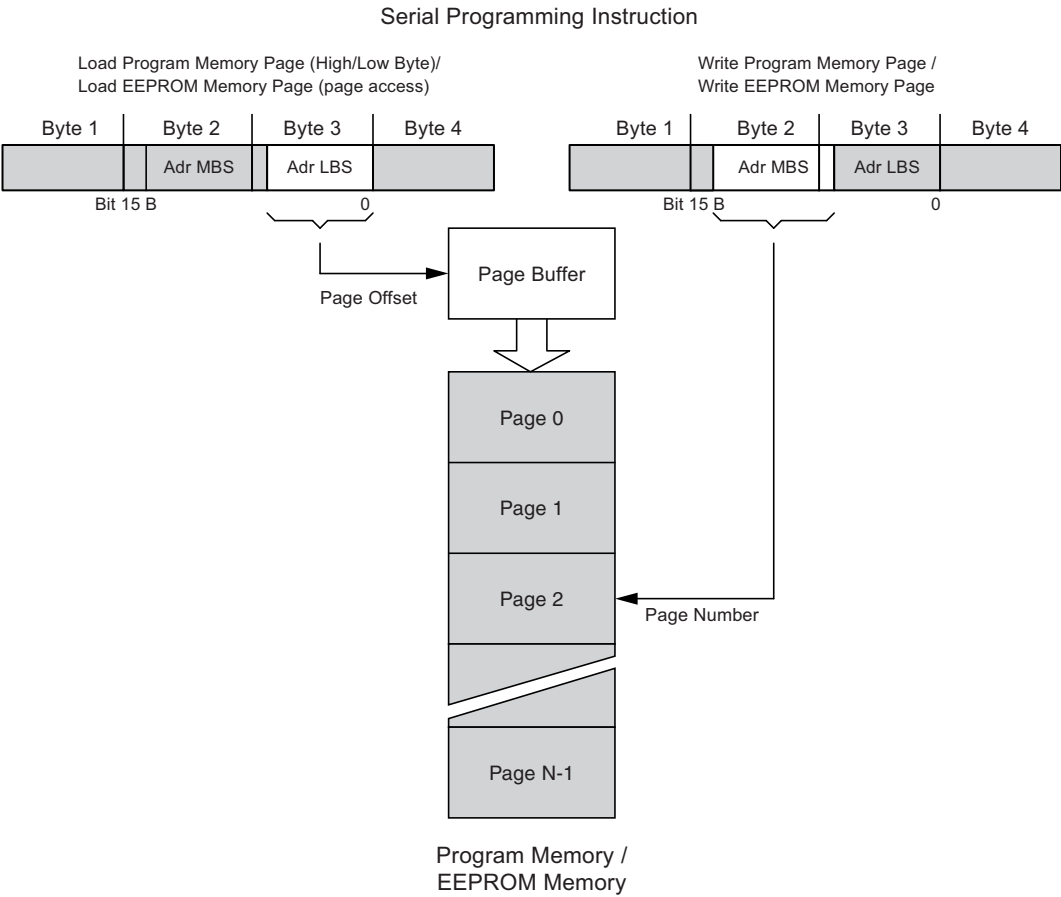 Serial Programming Instruction
Load Program Memory Page (High/Low Byte)/
Load EEPROM Memory Page (page access)
Write Program Memory Page /
Write EEPROM Memory Page
Byte 1 Byte 2 Byte 3 Byte 4
Byte 1 Byte 2 Byte 3 Byte 4
Adr MBS Adr LBS
Adr MBS Adr LBS
Bit 15 B 0
Bit 15 B 0
Page Buffer
Page Offset
Page 0
Page 1
Page 2
Page Number
Page N-1
Program Memory /
EEPROM Memory